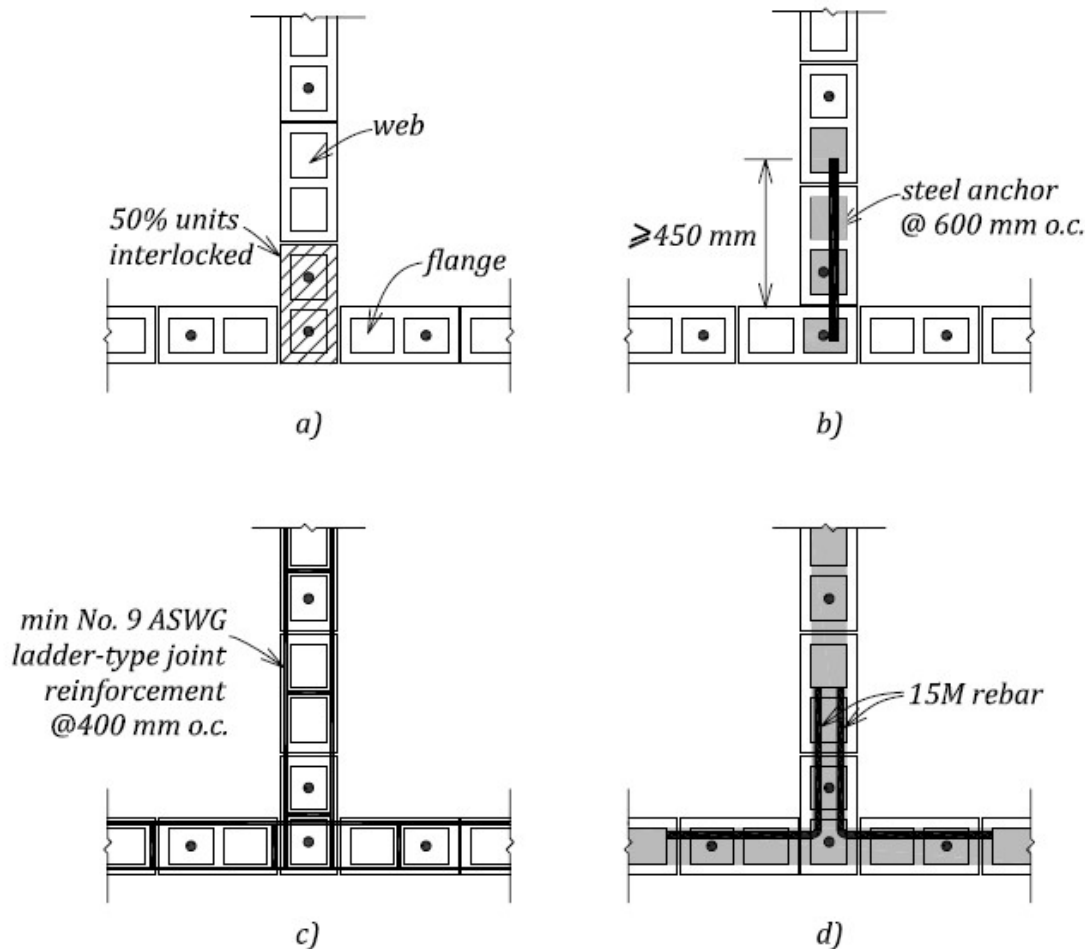 web
50% units
interlocked
flange
a)
⩾450 mm
steel anchor
@ 600 mm o.c.
b)
min No. 9 ASWG
ladder-type joint
reinforcement
@400 mm o.c.
c)
15M rebar
d)